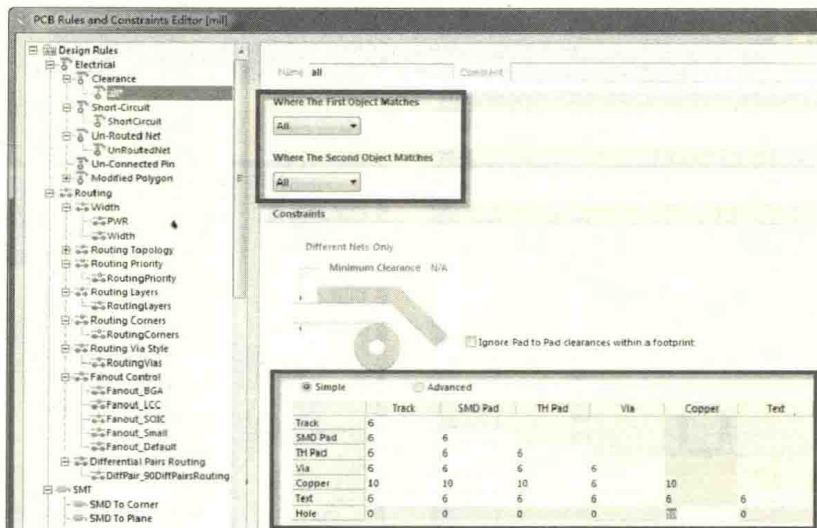 PCB Rules and Constraints Editor [mil]
Design Rules
Electrical
Clearance
Short-Circuit
ShortCircuit
Un-Routed Net
UnRoutedNet
Un-Connected Pin
Modified Polygon
Routing
Width
PWR
Width
Routing Topology
Routing Priority
RoutingPriority
Routing Layers
RoutingLayers
Routing Corners
RoutingCorners
Routing Via Style
RoutingVias
Fanout Control
Fanout_BGA
Fanout_LCC
Fanout_SOIC
Fanout_Small
Fanout_Default
Differential Pairs Routing
DiffPair_90DiffPairsRouting
SMT
SMD To Corner
SMD To Plane
Name all Comment
Where The First Object Matches
All
Where The Second Object Matches
All
Constraints
Different Nets Only
Minimum Clearance N/A
Ignore Pad to Pad clearances within a footprint
Simple Advanced
Track SMD Pad TH Pad Via Copper Text
Track 6
SMD Pad 6 6
TH Pad 6 6 6
Via 6 6 6 6
Copper 10 10 10 6 10
Text 6 6 6 6 6 6
Hole 0 0 0 0 0